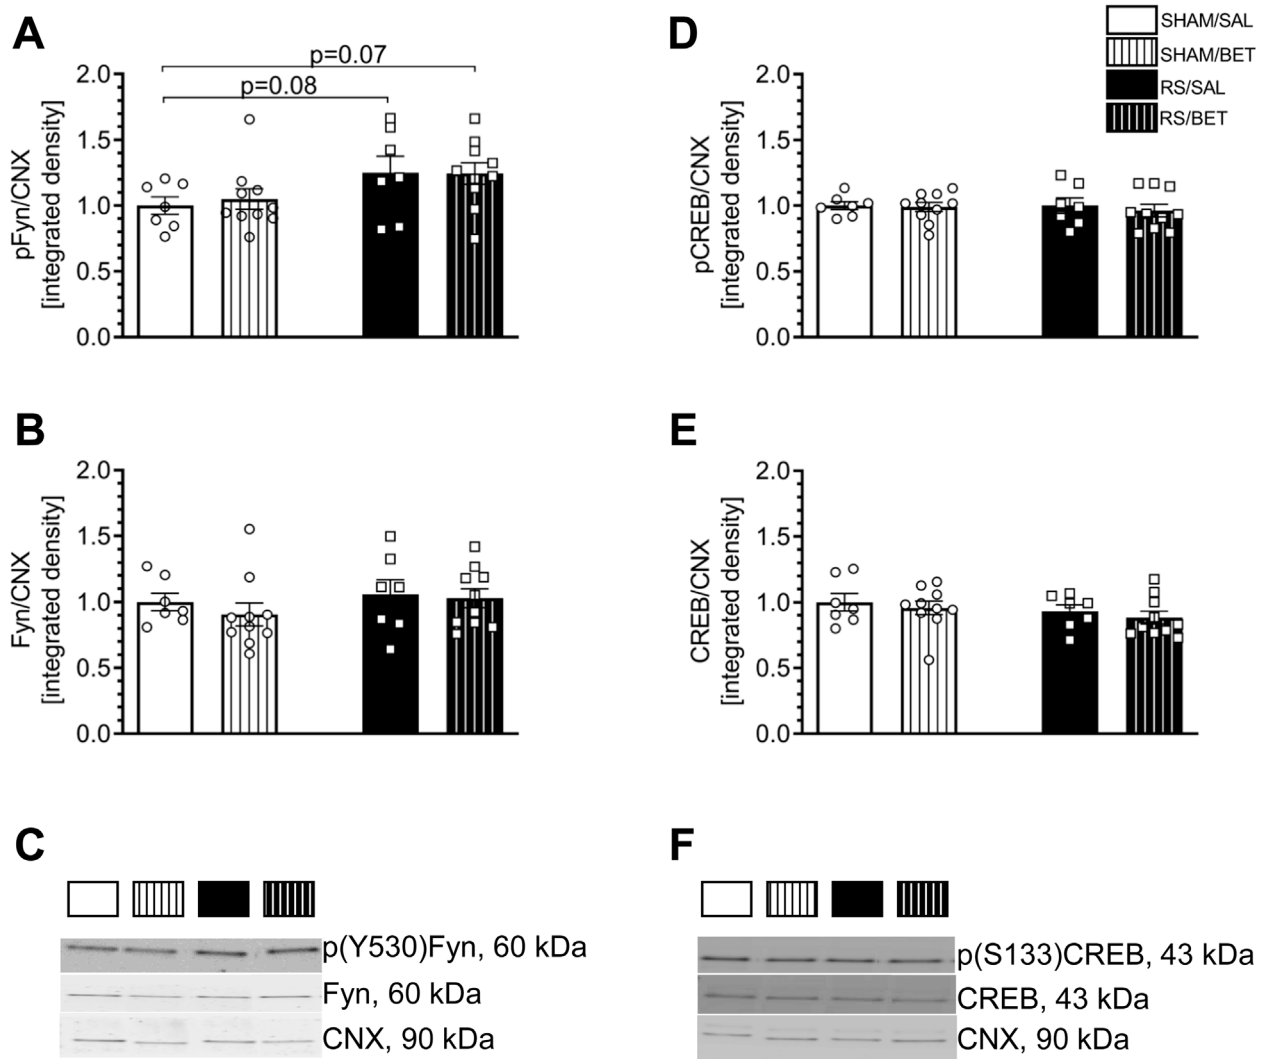 A
p=0.07
p=0.08
2.0
1.5
1.0
0.5
0.0
pFyn/CNX
[integrated density]
D
2.0
1.5
1.0
0.5
0.0
pCREB/CNX
[integrated density]
SHAM/SAL
SHAM/BET
RS/SAL
RS/BET
B
2.0
1.5
1.0
0.5
0.0
Fyn/CNX
[integrated density]
E
2.0
1.5
1.0
0.5
0.0
CREB/CNX
[integrated density]
C
p(Y530)Fyn, 60 kDa
Fyn, 60 kDa
CNX, 90 kDa
F
p(S133)CREB, 43 kDa
CREB, 43 kDa
CNX, 90 kDa